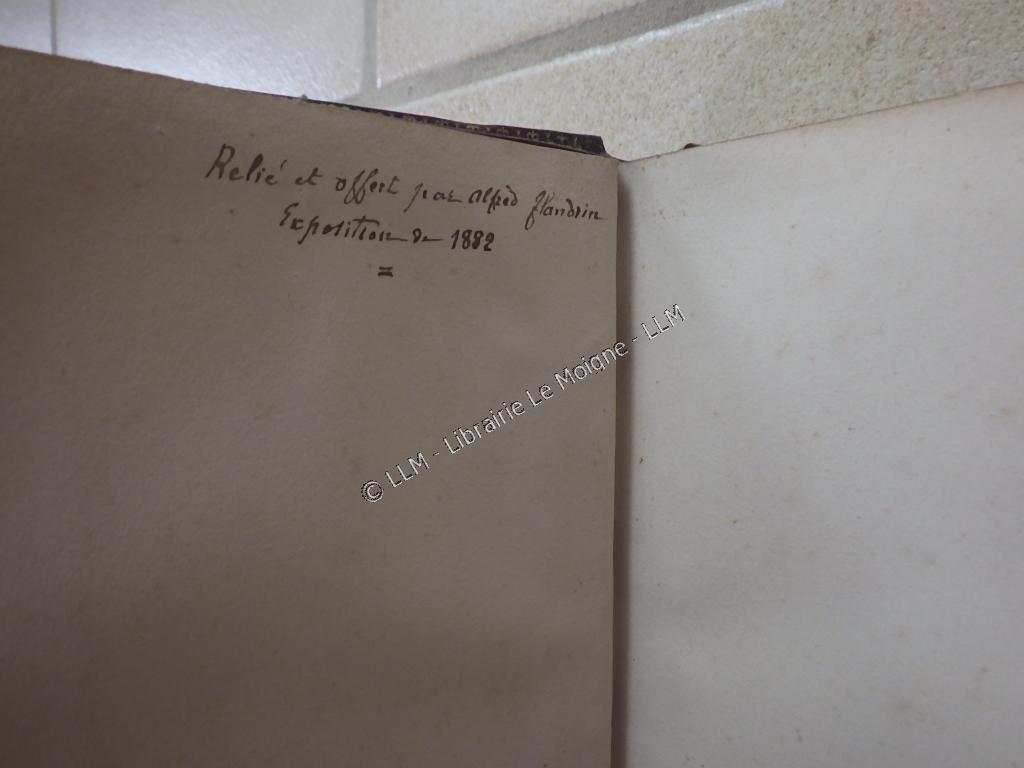 Relié et offert par alfred flandrin
Exposition de 1882
=
© LLM - Librairie Le Moigne - LLM